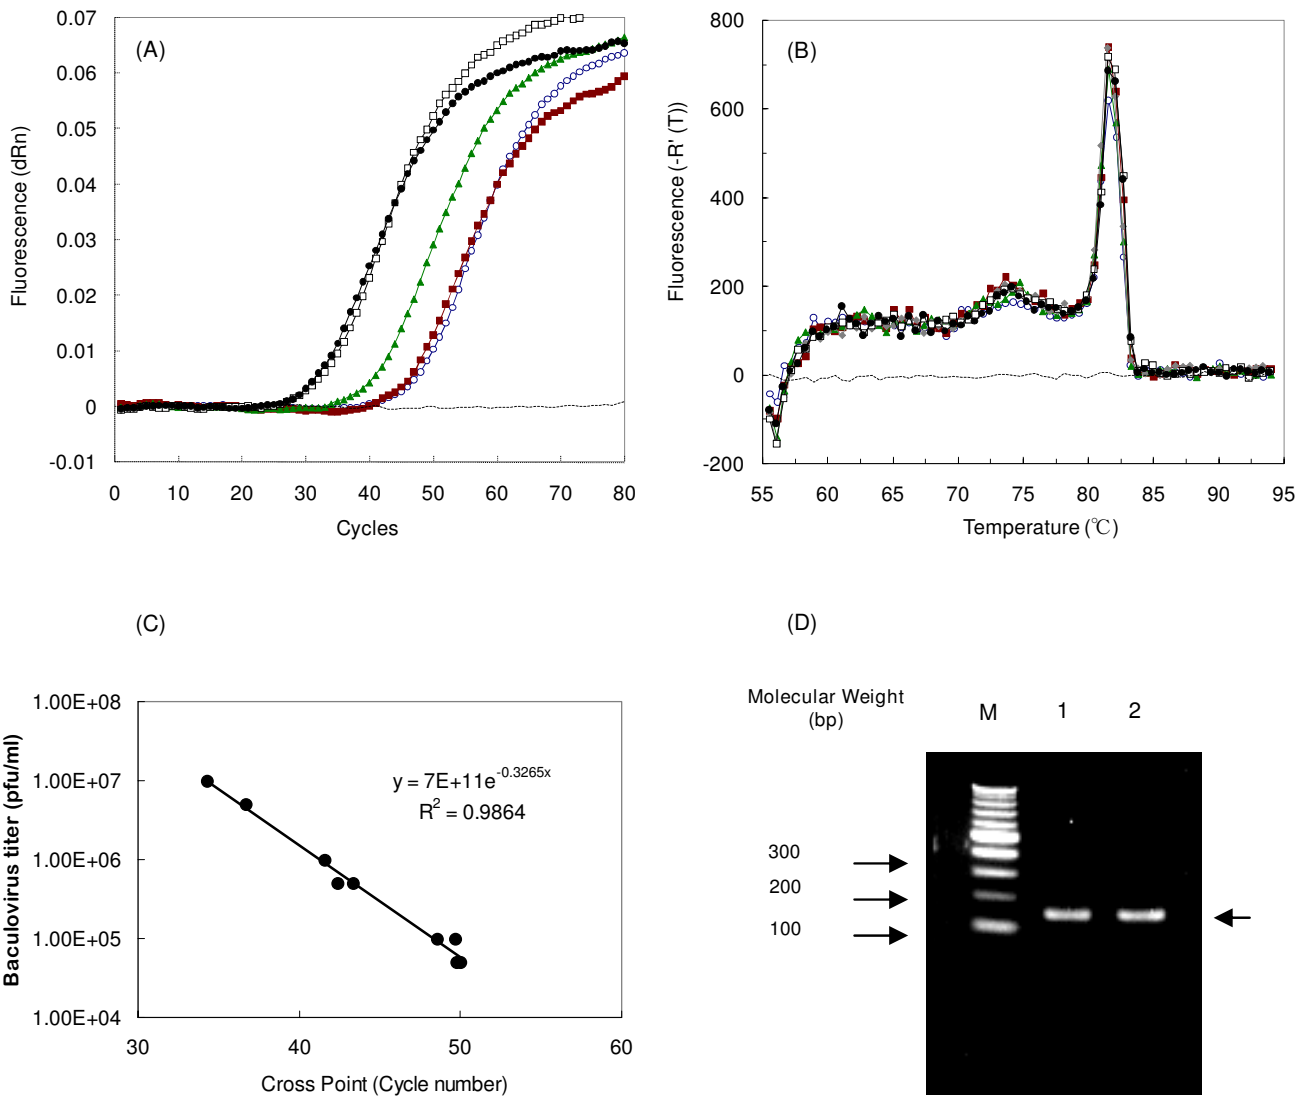 (A)
0.07
0.06
0.05
0.04
0.03
0.02
0.01
0
-0.01
Fluorescence (dRn)
0 10 20 30 40 50 60 70 80
Cycles
(B)
800
600
400
200
0
-200
Fluorescence (-R' (T))
55 60 65 70 75 80 85 90 95
Temperature (℃)
(C)
1.00E+08
1.00E+07
1.00E+06
1.00E+05
1.00E+04
Baculovirus titer (pfu/ml)
y = 7E+11e^-0.3265x
R² = 0.9864
30 40 50 60
Cross Point (Cycle number)
(D)
Molecular Weight
(bp)
M 1 2
300
200
100